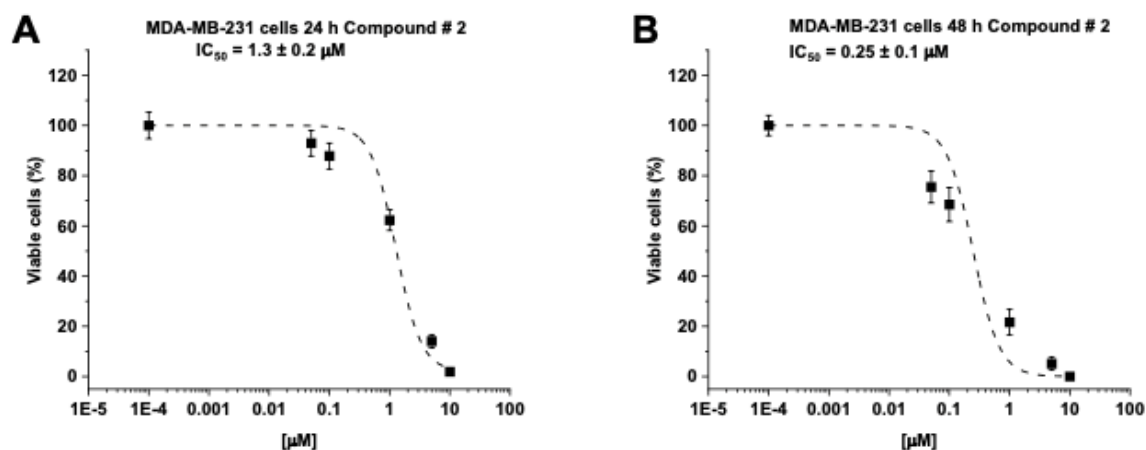 A
MDA-MB-231 cells 24 h Compound # 2
IC50 = 1.3 ± 0.2 µM
120
100
80
60
40
20
0
Viable cells (%)
1E-5 1E-4 0.001 0.01 0.1 1 10 100
[µM]
B
MDA-MB-231 cells 48 h Compound # 2
IC50 = 0.25 ± 0.1 µM
120
100
80
60
40
20
0
Viable cells (%)
1E-5 1E-4 0.001 0.01 0.1 1 10 100
[µM]